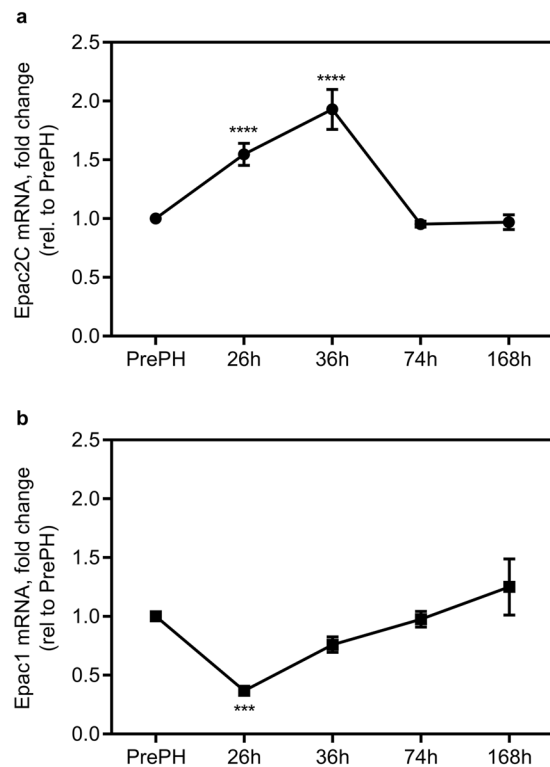 a
Epac2C mRNA, fold change
(rel. to PrePH)
2.5
2.0
1.5
1.0
0.5
0.0
****
****
PrePH 26h 36h 74h 168h
b
Epac1 mRNA, fold change
(rel to PrePH)
2.5
2.0
1.5
1.0
0.5
0.0
***
PrePH 26h 36h 74h 168h